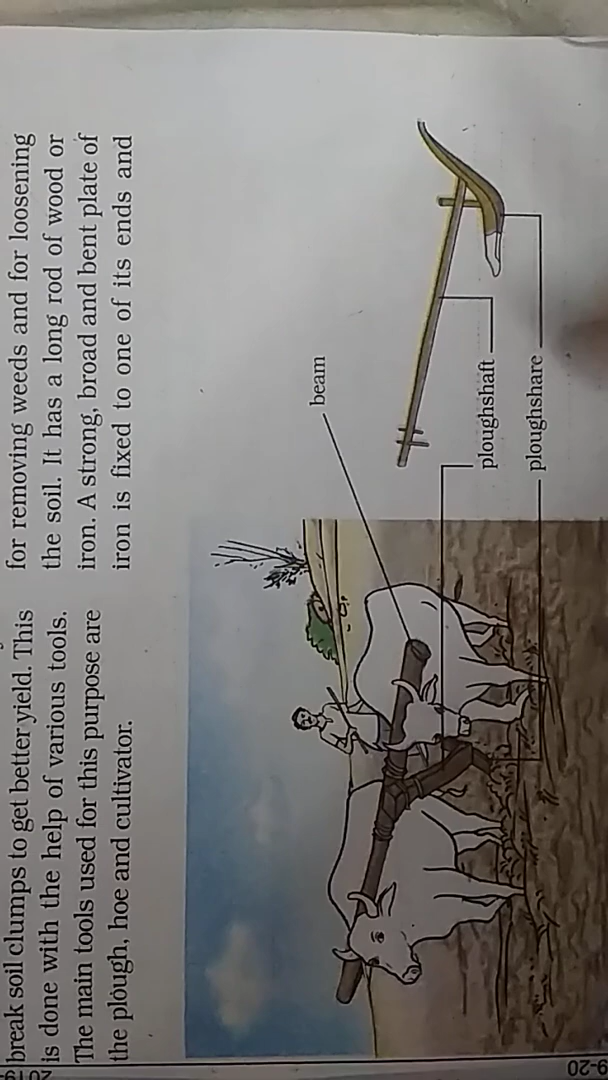 break soil clumps to get better yield. This
is done with the help of various tools.
The main tools used for this purpose are
the plough, hoe and cultivator.
for removing weeds and for loosening
the soil. It has a long rod of wood or
iron. A strong, broad and bent plate of
iron is fixed to one of its ends and
beam
ploughshaft
ploughshare
9-20